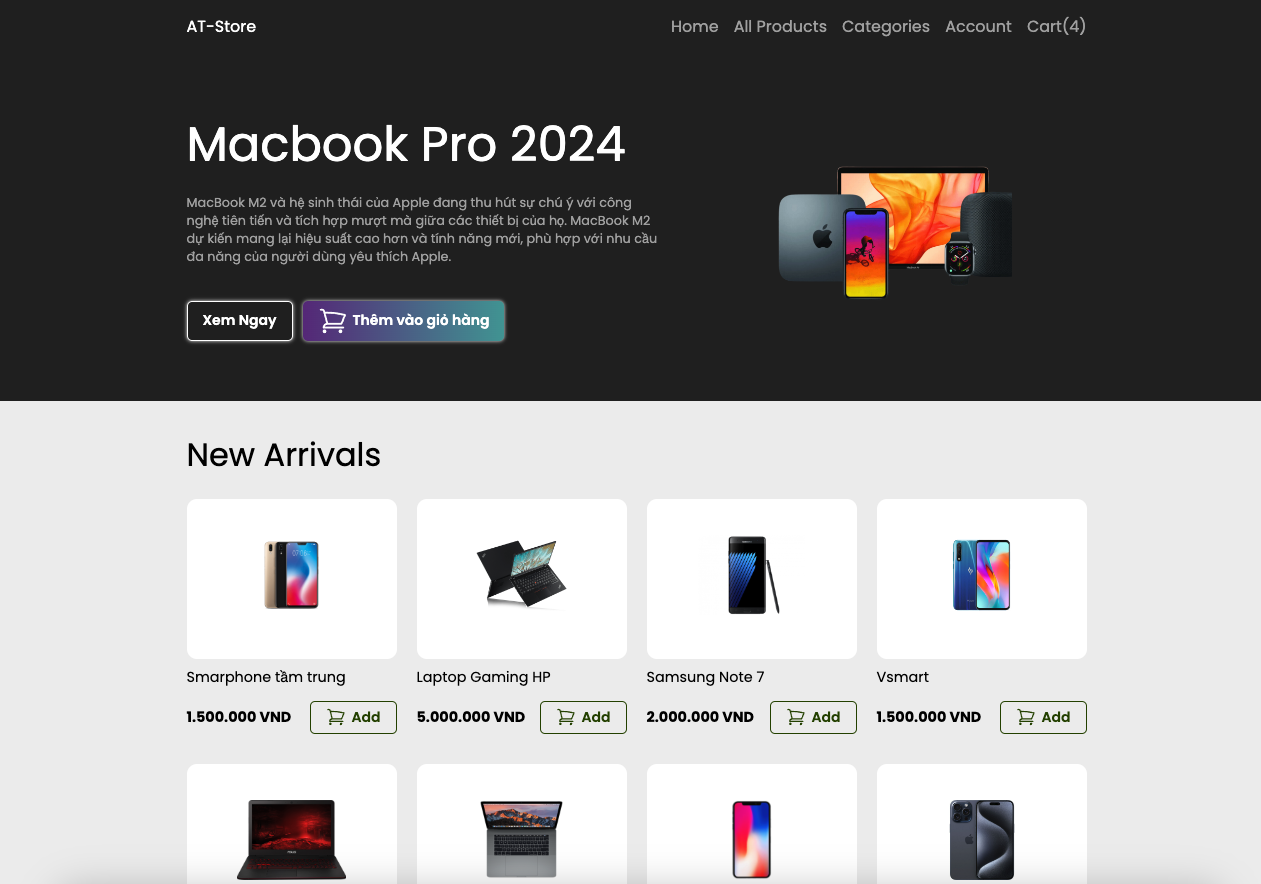 AT-Store
Home All Products Categories Account Cart(4)
Macbook Pro 2024
MacBook M2 và hệ sinh thái của Apple đang thu hút sự chú ý với công
nghệ tiên tiến và tích hợp mượt mà giữa các thiết bị của họ. MacBook M2
dự kiến mang lại hiệu suất cao hơn và tính năng mới, phù hợp với nhu cầu
đa năng của người dùng yêu thích Apple.
Xem Ngay Thêm vào giỏ hàng
New Arrivals
Smarphone tầm trung Laptop Gaming HP Samsung Note 7 Vsmart
1.500.000 VND Add 5.000.000 VND Add 2.000.000 VND Add 1.500.000 VND Add